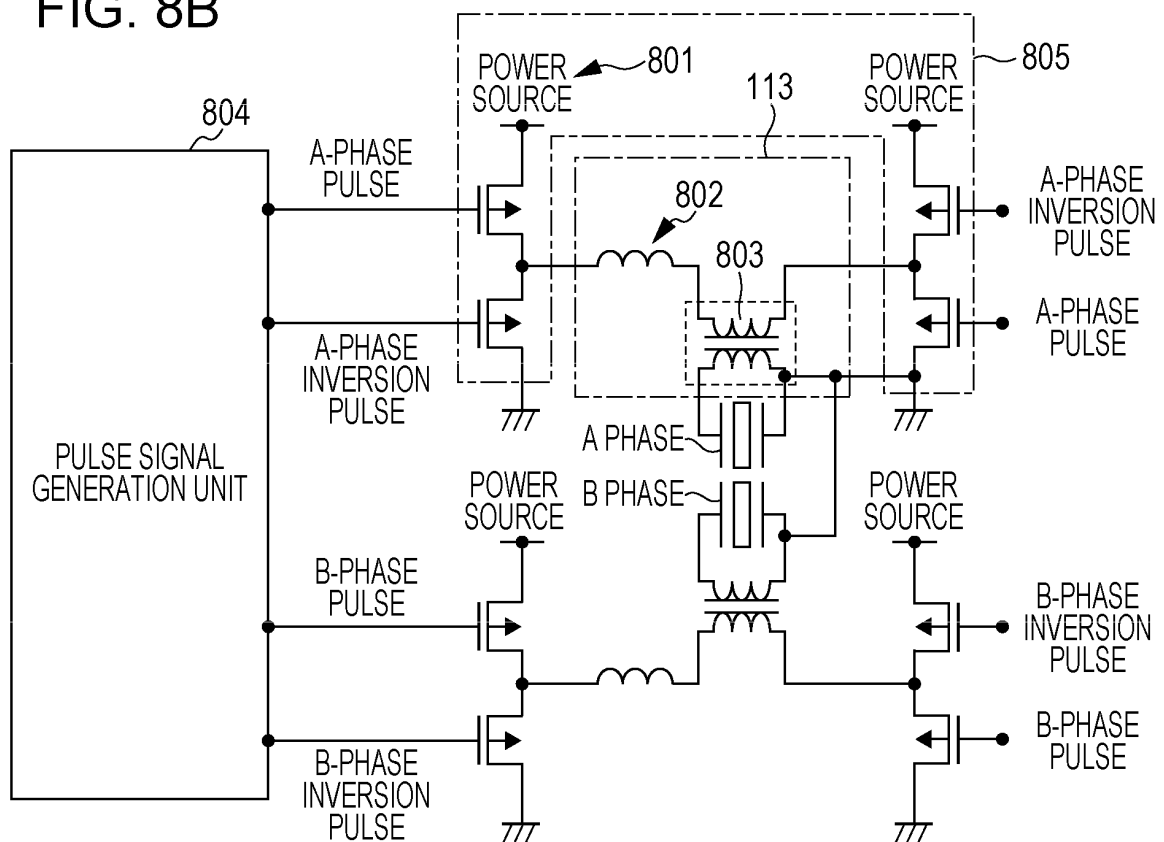 FIG. 8B
POWER
SOURCE
801
POWER
SOURCE
805
113
804
A-PHASE
PULSE
802
A-PHASE
INVERSION
PULSE
803
A-PHASE
INVERSION
PULSE
A-PHASE
PULSE
A PHASE
PULSE SIGNAL
GENERATION UNIT
POWER
SOURCE
B PHASE
POWER
SOURCE
B-PHASE
PULSE
B-PHASE
INVERSION
PULSE
B-PHASE
INVERSION
PULSE
B-PHASE
PULSE